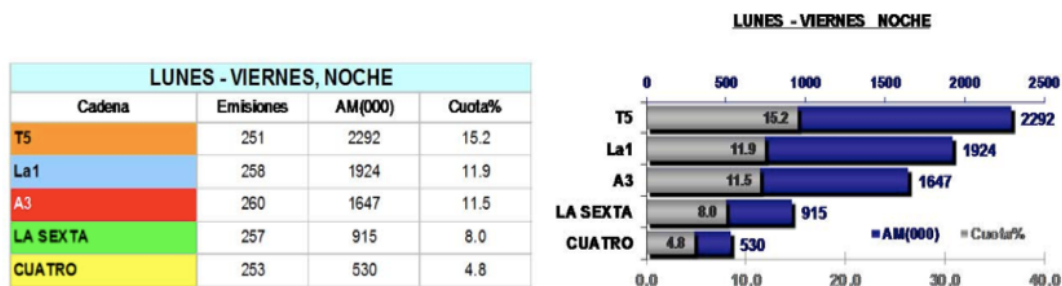 LUNES - VIERNES, NOCHE
Cadena Emisiones AM(000) Cuota%
T5 251 2292 15.2
La1 258 1924 11.9
A3 260 1647 11.5
LA SEXTA 257 915 8.0
CUATRO 253 530 4.8
LUNES - VIERNES NOCHE
0 500 1000 1500 2000 2500
T5 15.2 2292
La1 11.9 1924
A3 11.5 1647
LA SEXTA 8.0 915
CUATRO 4.8 530
AM(000) Cuota%
0.0 10.0 20.0 30.0 40.0